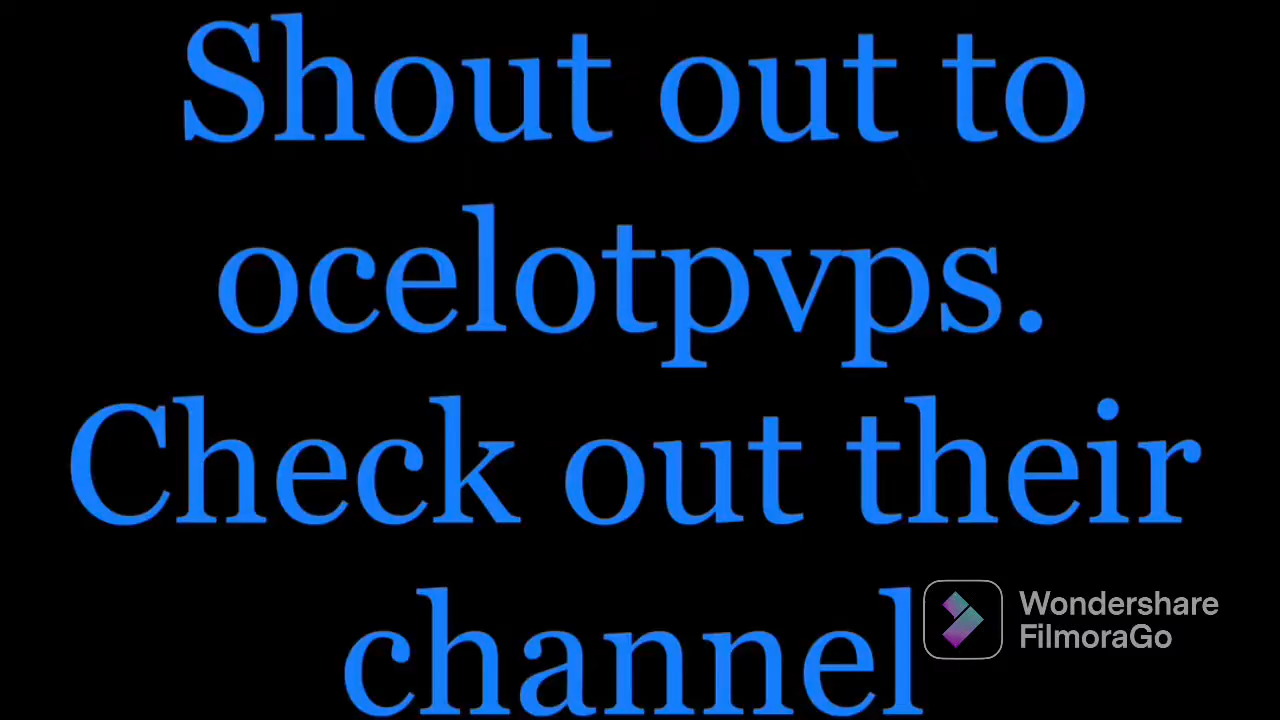 Shout out to
ocelotpvps.
Check out their
channel
Wondershare
FilmoraGo